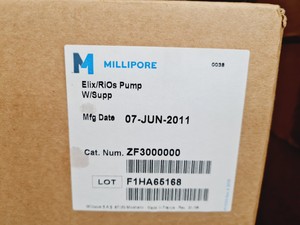 M MILLIPORE
0039
Elix/RiOs Pump
W/Supp
Mfg Date 07-JUN-2011
Cat. Num. ZF3000000
LOT F1HA65168